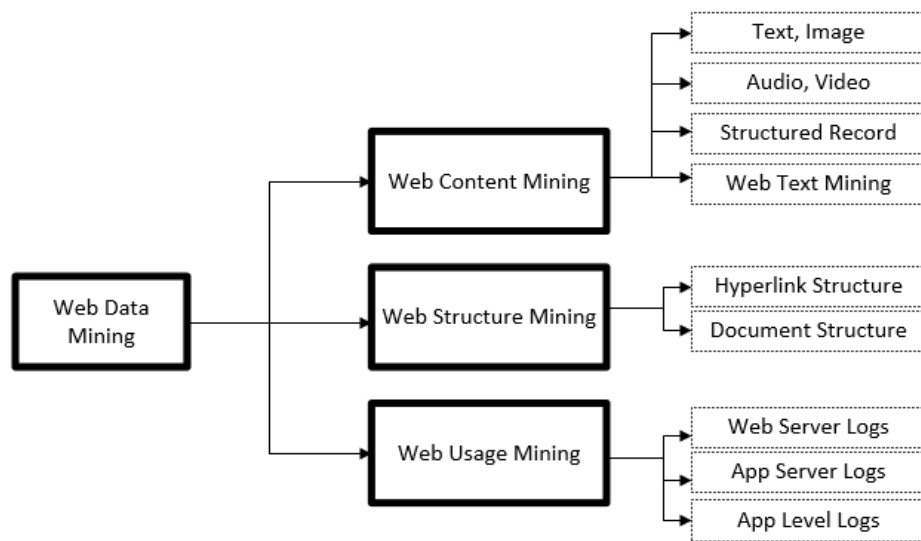 Text, Image
Audio, Video
Structured Record
Web Content Mining
Web Text Mining
Web Data
Mining
Web Structure Mining
Hyperlink Structure
Document Structure
Web Usage Mining
Web Server Logs
App Server Logs
App Level Logs